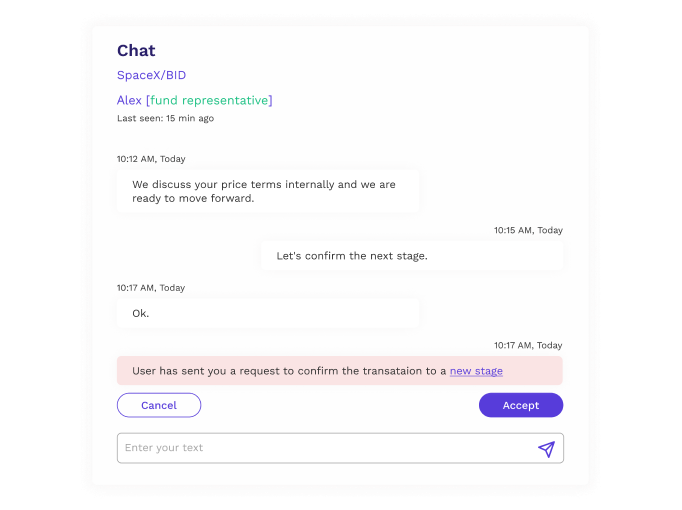 Chat
SpaceX/BID
Alex [fund representative]
Last seen: 15 min ago
10:12 AM, Today
We discuss your price terms internally and we are
ready to move forward.
10:15 AM, Today
Let's confirm the next stage.
10:17 AM, Today
Ok.
10:17 AM, Today
User has sent you a request to confirm the transataion to a new stage
Cancel
Accept
Enter your text